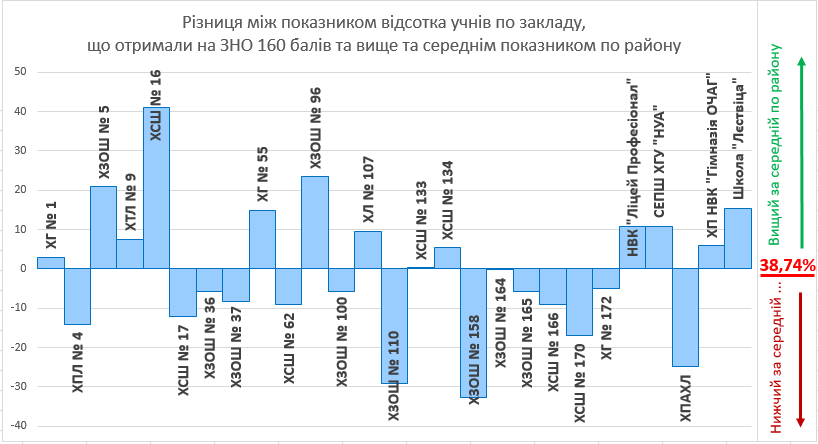 Різниця між показником відсотка учнів по закладу,
що отримали на ЗНО 160 балів та вище та середнім показником по району
50
40
30
20
10
0
-10
-20
-30
-40
ХГ № 1
ХПЛ № 4
ХЗОШ № 5
ХТЛ № 9
ХСШ № 16
ХСШ № 17
ХЗОШ № 36
ХЗОШ № 37
ХГ № 55
ХСШ № 62
ХЗОШ № 96
ХЗОШ № 100
ХЛ № 107
ХЗОШ № 110
ХСШ № 133
ХСШ № 134
ХЗОШ № 158
ХЗОШ № 164
ХЗОШ № 165
ХСШ № 166
ХСШ № 170
ХГ № 172
НВК "Ліцей Професіонал"
СЕПШ ХГУ "НУА"
ХПАХЛ
ХП НВК "Гімназія ОЧАГ"
Школа "Лєствіца"
Вищий за середній по району
38,74%
Нижчий за середній ...